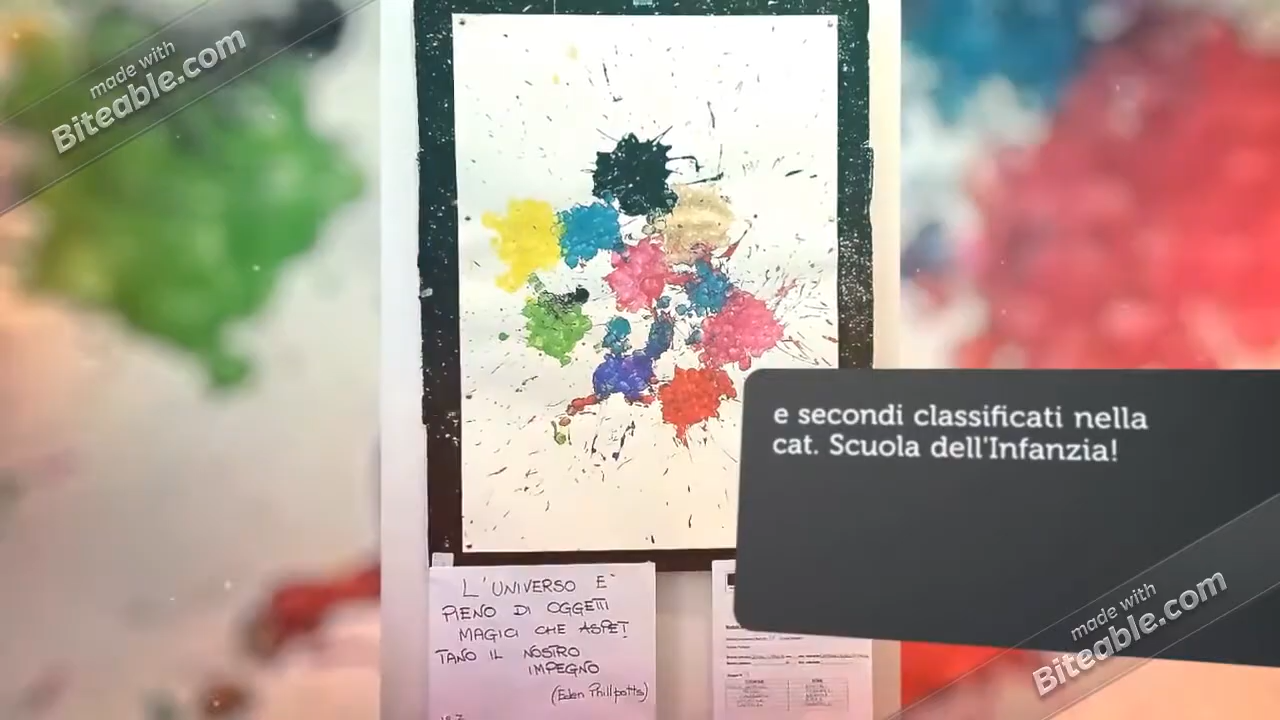 made with
Biteable.com
e secondi classificati nella
cat. Scuola dell'Infanzia!
L'UNIVERSO E'
PIENO DI OGGETTI
MAGICI CHE ASPET
TANO IL NOSTRO
IMPEGNO
(Eden Phillpotts)
made with
Biteable.com